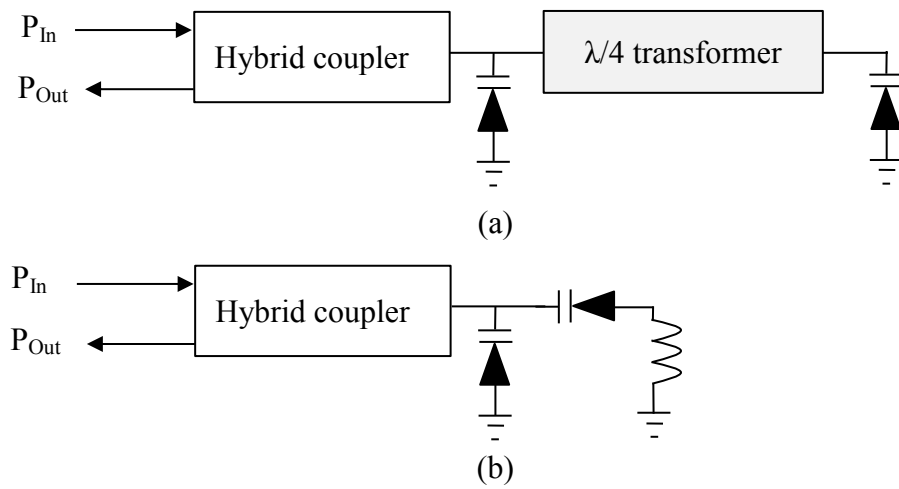 P_In
Hybrid coupler
λ/4 transformer
P_Out
(a)
P_In
Hybrid coupler
P_Out
(b)